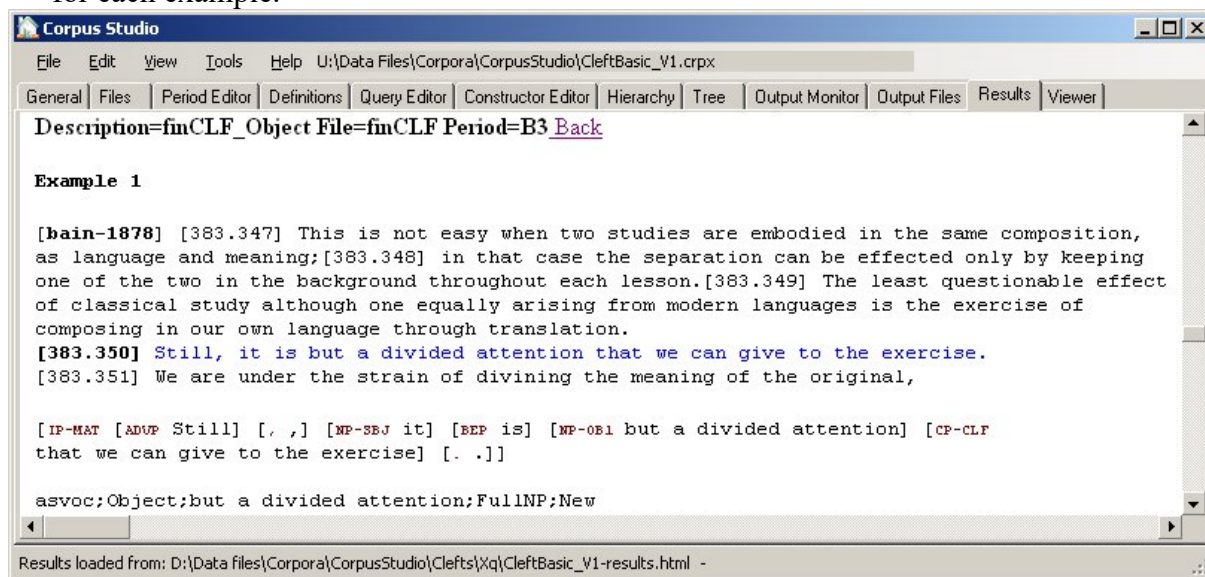 for each example.
Corpus Studio
File Edit View Tools Help U:\Data Files\Corpora\CorpusStudio\CleftBasic_V1.crpx
General Files Period Editor Definitions Query Editor Constructor Editor Hierarchy Tree Output Monitor Output Files Results Viewer
Description=finCLF_Object File=finCLF Period=B3 Back
Example 1
[bain-1878] [383.347] This is not easy when two studies are embodied in the same composition,
as language and meaning;[383.348] in that case the separation can be effected only by keeping
one of the two in the background throughout each lesson.[383.349] The least questionable effect
of classical study although one equally arising from modern languages is the exercise of
composing in our own language through translation.
[383.350] Still, it is but a divided attention that we can give to the exercise.
[383.351] We are under the strain of divining the meaning of the original,
[IP-MAT [ADVP Still] [, ,] [NP-SBJ it] [BEP is] [NP-OB1 but a divided attention] [CP-CLF
that we can give to the exercise] [. .]]
asvoc;Object;but a divided attention;FullNP;New
Results loaded from: D:\Data files\Corpora\CorpusStudio\Clefts\Xq\CleftBasic_V1-results.html -